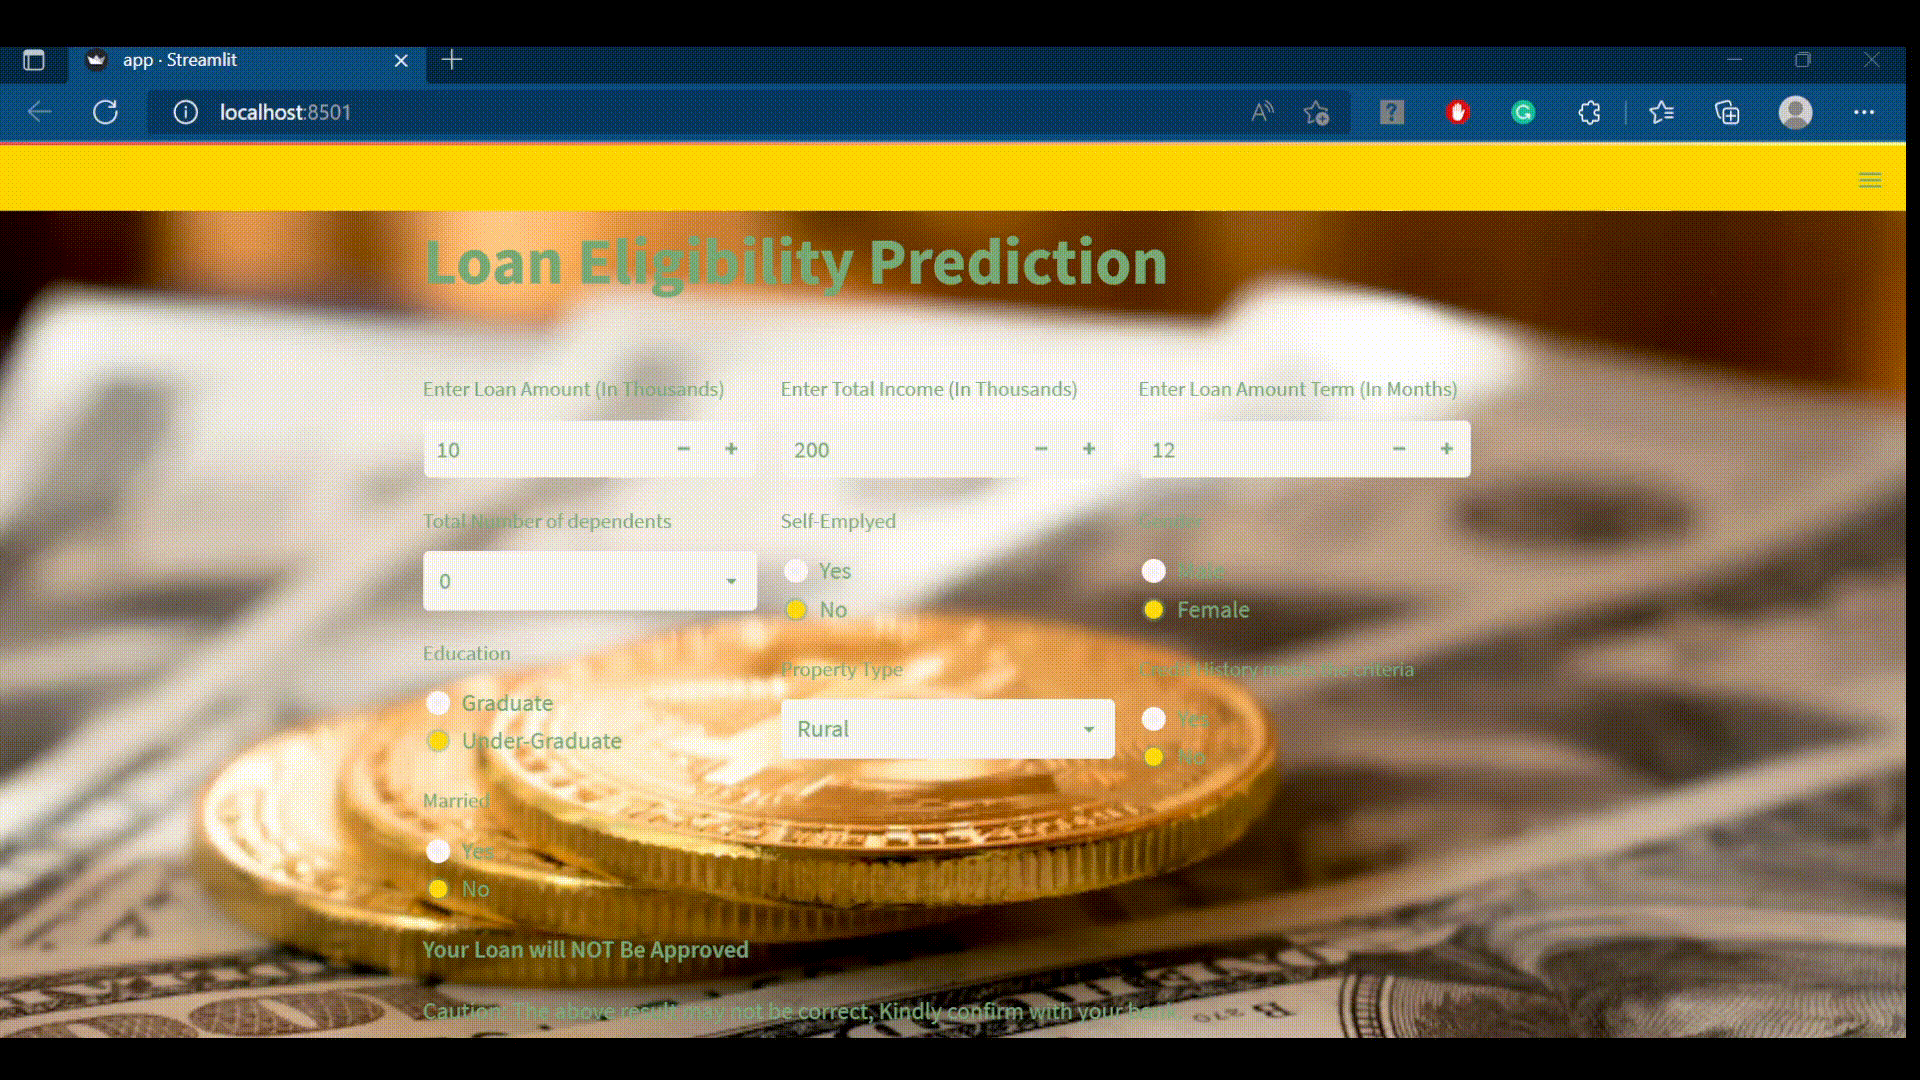 app · Streamlit
localhost:8501
Loan Eligibility Prediction
Enter Loan Amount (In Thousands) Enter Total Income (In Thousands) Enter Loan Amount Term (In Months)
10 200 12
Total Number of dependents Self-Emplyed Gender
0 Yes Male
No Female
Education Property Type Credit History meets the criteria
Graduate Rural Yes
Under-Graduate No
Married
Yes
No
Your Loan will NOT Be Approved
Caution: The above result may not be correct, Kindly confirm with your bank